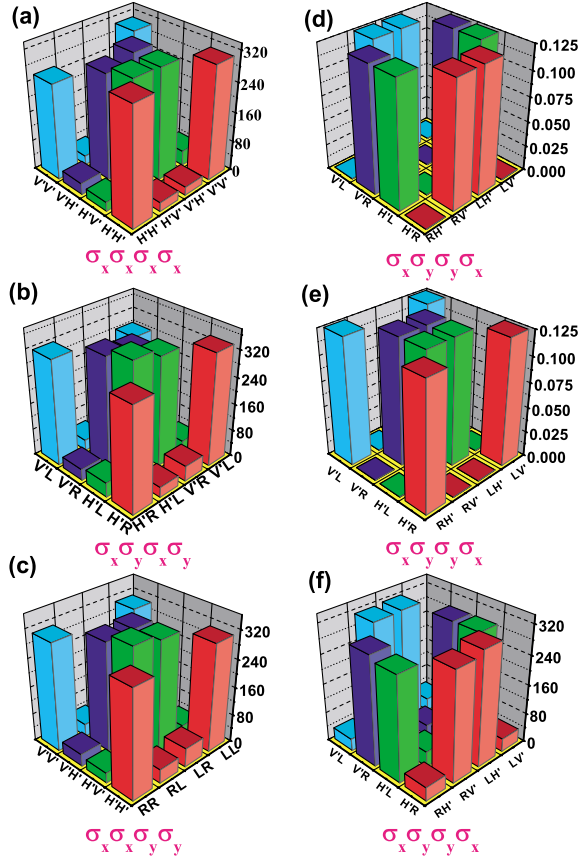 (a)
320
240
160
80
0
V'V'
V'H'
H'V'
H'H'
H'H'
H'V'
V'H'
V'V'
σxσxσxσx
(d)
0.125
0.100
0.075
0.050
0.025
0.000
V'L
V'R
H'L
H'R
RH'
RV'
LH'
LV'
σxσyσyσx
(b)
320
240
160
80
0
V'L
V'R
H'L
H'R
H'R
H'L
V'R
V'L
σxσyσxσy
(e)
0.125
0.100
0.075
0.050
0.025
0.000
V'L
V'R
H'L
H'R
RH'
RV'
LH'
LV'
σxσyσyσx
(c)
320
240
160
80
0
V'V'
V'H'
H'V'
H'H'
RR
RL
LR
LL
σxσxσyσy
(f)
320
240
160
80
0
V'L
V'R
H'L
H'R
RH'
RV'
LH'
LV'
σxσyσyσx